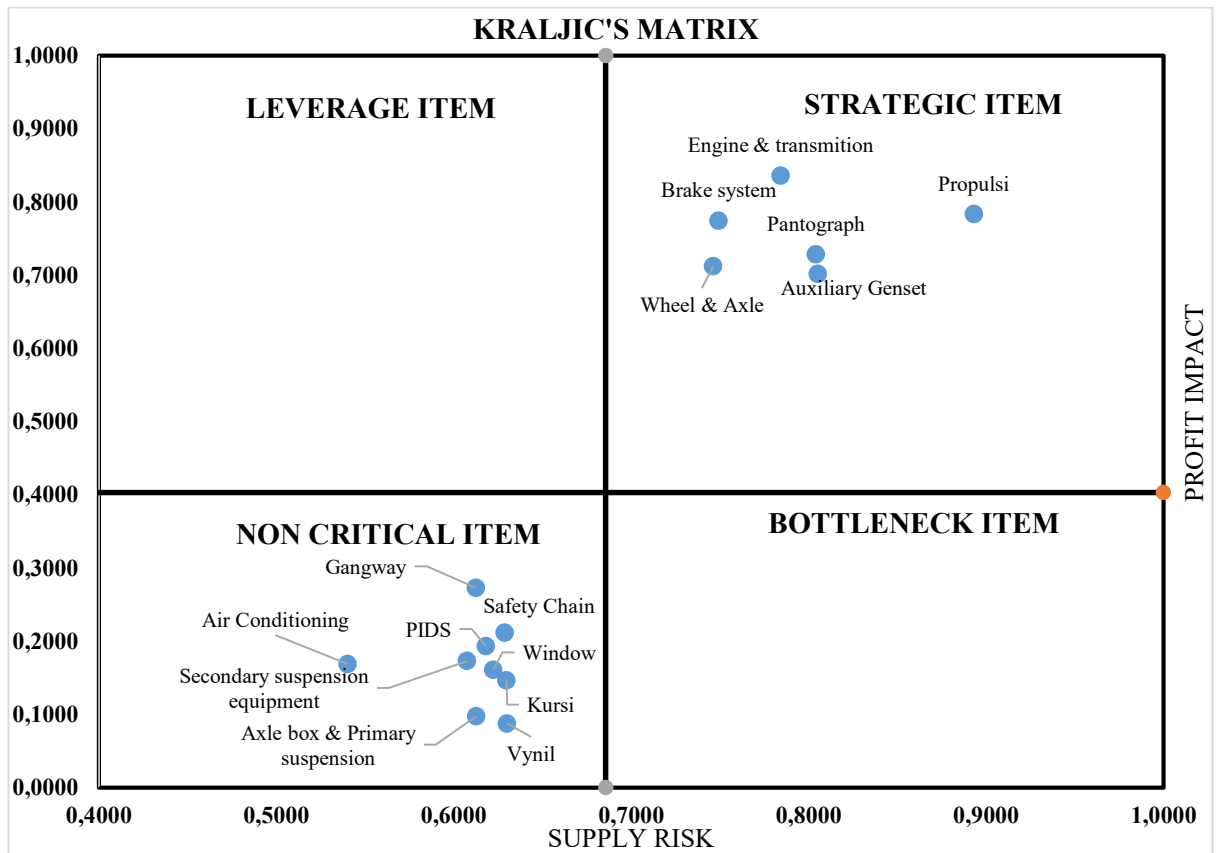 KRALJIC'S MATRIX
1,0000
0,9000
0,8000
0,7000
0,6000
0,5000
0,4000
0,3000
0,2000
0,1000
0,0000
LEVERAGE ITEM
STRATEGIC ITEM
Engine & transmition
Brake system
Propulsi
Pantograph
Auxiliary Genset
Wheel & Axle
PROFIT IMPACT
NON CRITICAL ITEM
BOTTLENECK ITEM
Gangway
Safety Chain
Air Conditioning
PIDS
Window
Secondary suspension
equipment
Kursi
Axle box & Primary
suspension
Vynil
0,4000
0,5000
0,6000
0,7000
0,8000
0,9000
1,0000
SUPPLY RISK